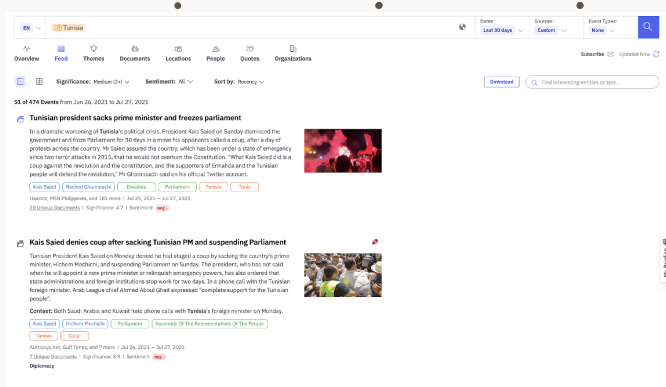 EN Tunisia Dates: Last 30 days Sources: Custom Event Types: None
Overview Feed Themes Documents Locations People Quotes Organizations Subscribe Updated Now
Significance: Medium (2+) Sentiment: All Sort by: Recency Download Find interesting entities or text...
51 of 474 Events from Jun 26, 2021 to Jul 27, 2021
Tunisian president sacks prime minister and freezes parliament
In a dramatic worsening of Tunisia's political crisis, President Kais Saied on Sunday dismissed the
government and froze Parliament for 30 days in a move his opponents called a coup, after a day of
protests across the country. Mr Saied assured the country, which has been under a state of emergency
since two terror attacks in 2015, that he would not overturn the Constitution. "What Kais Saied did is a
coup against the revolution and the constitution, and the supporters of Ennahda and the Tunisian
people will defend the revolution," Mr Ghannouchi said on his official Twitter account.
Kais Saied Rached Ghannouchi Ennahda Parliament Tunisia Tunis
Haaretz, MSN Philippines, and 181 more | Jul 25, 2021 — Jul 27, 2021
20 Unique Documents | Significance: 4.7 | Sentiment neg
Kais Saied denies coup after sacking Tunisian PM and suspending Parliament
Tunisian President Kais Saied on Monday denied he had staged a coup by sacking the country's prime
minister, Hichem Mechichi, and suspending Parliament on Sunday. The president, who has not said
when he will appoint a new prime minister or relinquish emergency powers, has also ordered that
state administrations and foreign institutions stop work for two days. In a phone call with the Tunisian
foreign minister, Arab League chief Ahmed Aboul Gheit expressed "complete support for the Tunisian
people".
Context: Both Saudi Arabia and Kuwait held phone calls with Tunisia's foreign minister on Monday.
Kais Saied Hichem Mechichi Parliament Assembly Of The Representatives Of The People
Tunisia Qatar
AlArabiya.net, Gulf Times, and 7 more | Jul 26, 2021 — Jul 27, 2021
7 Unique Documents | Significance: 3.9 | Sentiment neg
Diplomacy